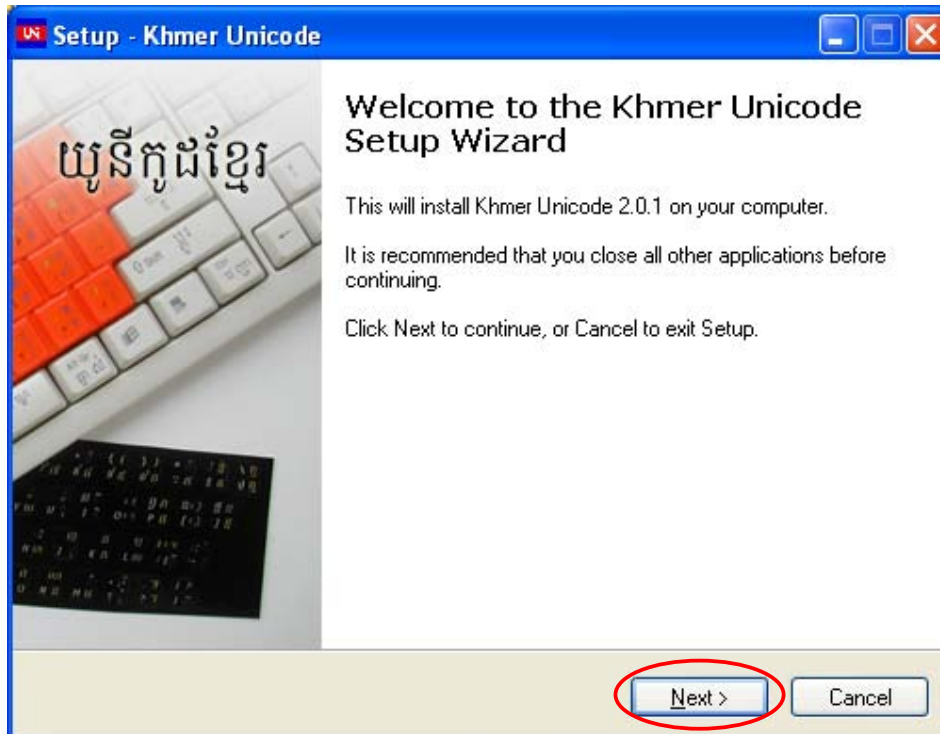 Setup - Khmer Unicode
យូនីកូដខ្មែរ
Welcome to the Khmer Unicode
Setup Wizard
This will install Khmer Unicode 2.0.1 on your computer.
It is recommended that you close all other applications before
continuing.
Click Next to continue, or Cancel to exit Setup.
Next >
Cancel